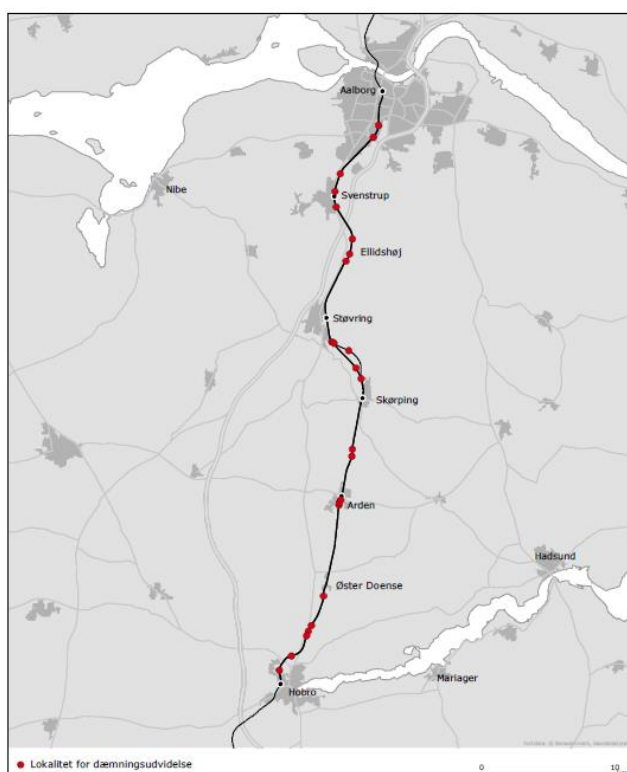 Aalborg
Nibe
Svenstrup
Ellidshøj
Støvring
Skørping
Arden
Hadsund
Øster Doense
Mariager
Hobro
Lokalitet for dæmningsudvidelse
0 10